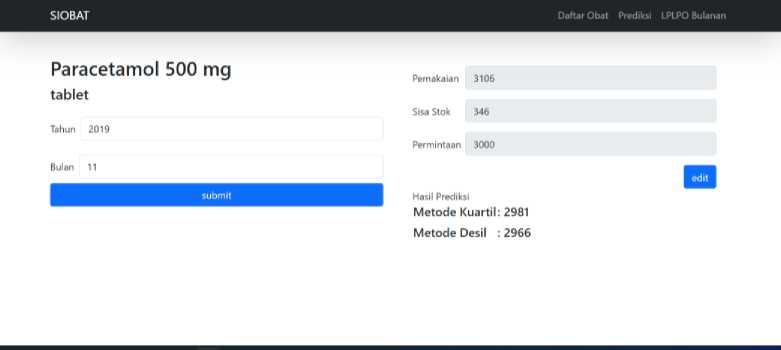 SIOBAT
Daftar Obat Prediksi LPLPO Bulanan
Paracetamol 500 mg
tablet
Tahun 2019
Bulan 11
submit
Pemakaian 3106
Sisa Stok 346
Permintaan 3000
edit
Hasil Prediksi
Metode Kuartil: 2981
Metode Desil : 2966